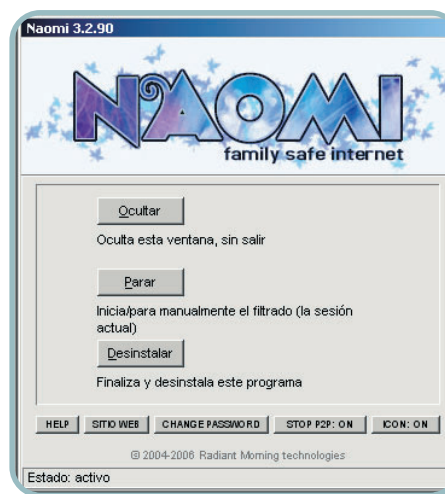 Naomi 3.2.90
NAOMI
family safe internet
Ocultar
Oculta esta ventana, sin salir
Parar
Inicia/para manualmente el filtrado (la sesión
actual)
Desinstalar
Finaliza y desinstala este programa
HELP SITIO WEB CHANGE PASSWORD STOP P2P: ON ICON: ON
@ 2004-2006 Radiant Morning technologies
Estado: activo